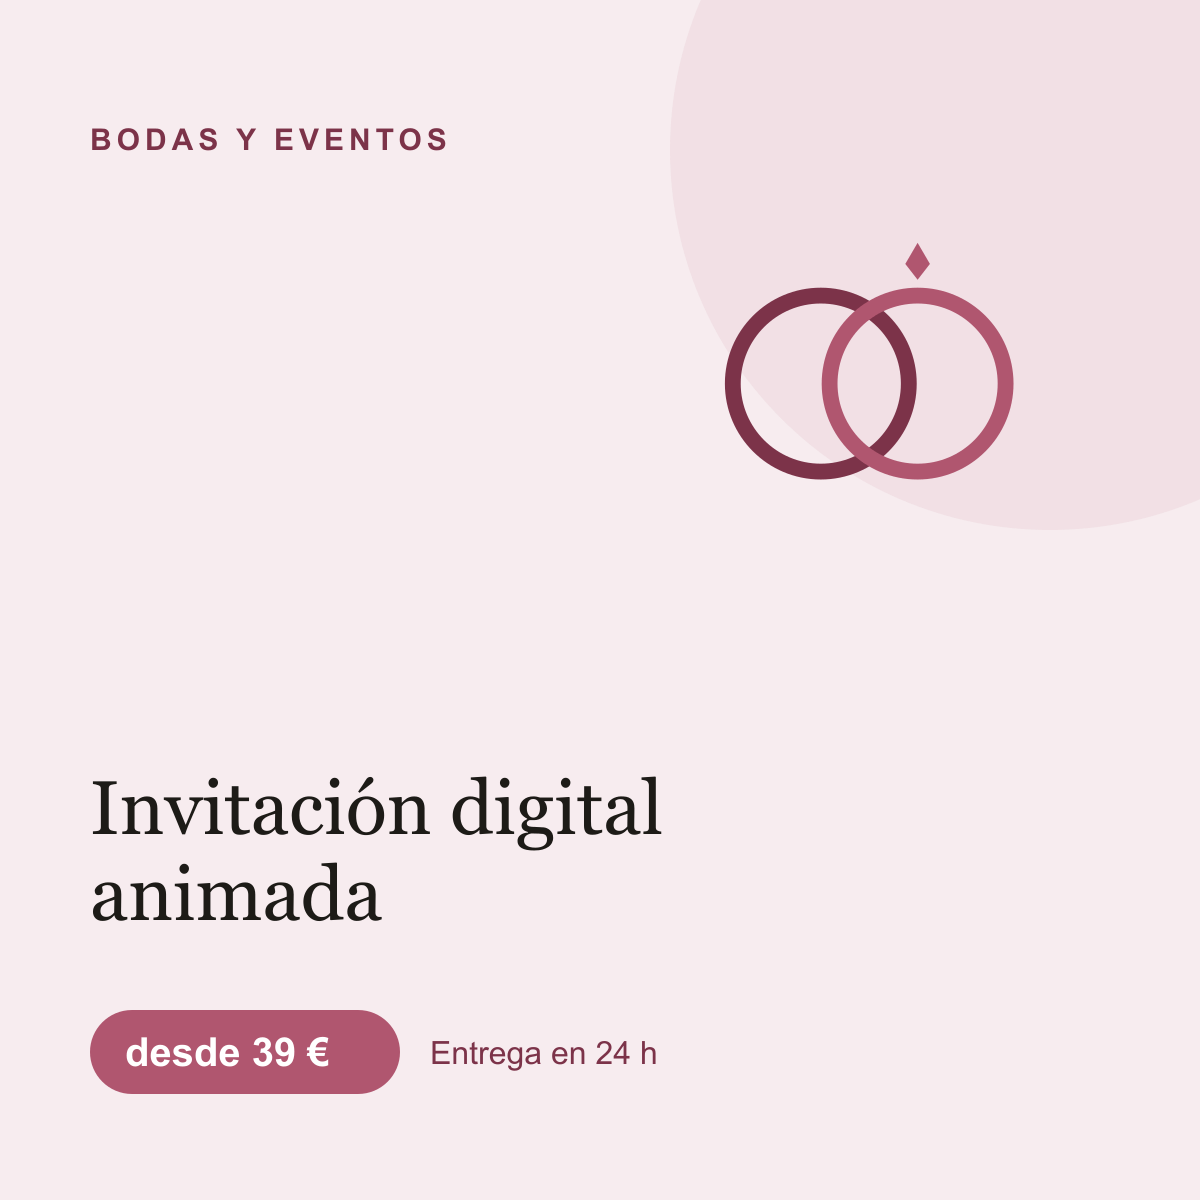 BODAS Y EVENTOS
Invitación digital
animada
desde 39 €
Entrega en 24 h